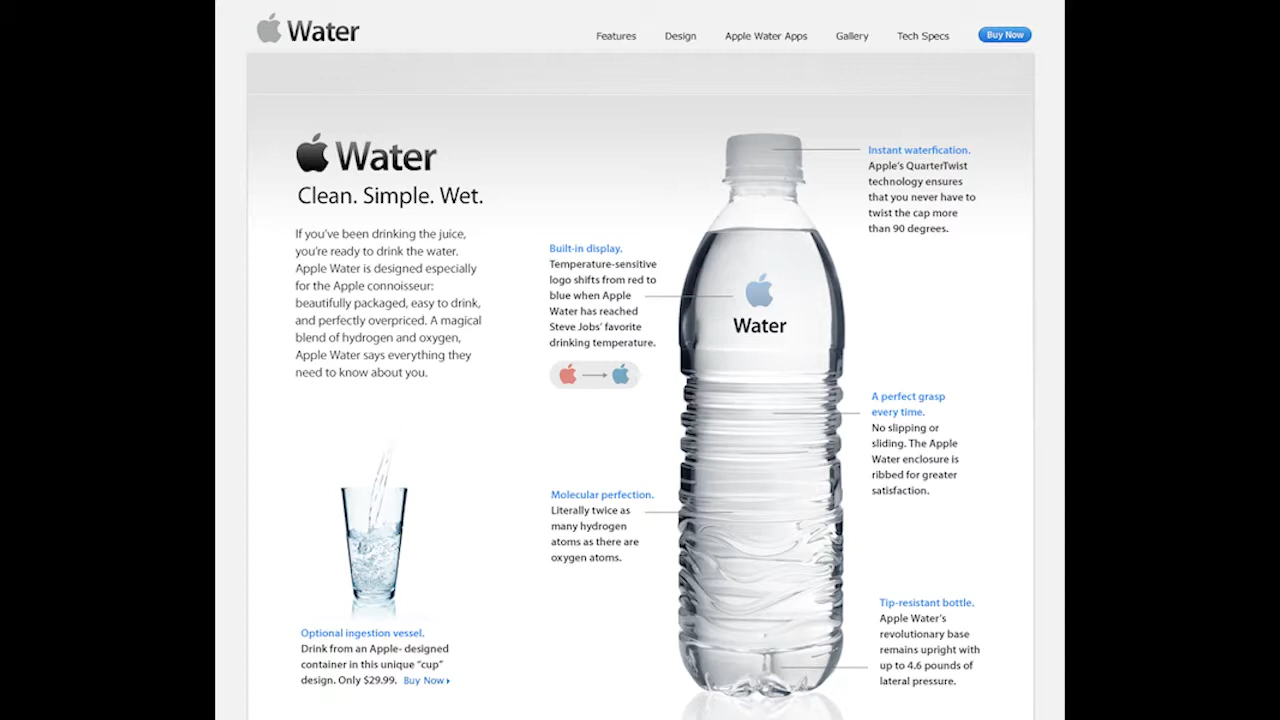 Water
Features
Design
Apple Water Apps
Gallery
Tech Specs
Buy Now
Water
Clean. Simple. Wet.
If you've been drinking the juice,
you're ready to drink the water.
Apple Water is designed especially
for the Apple connoisseur:
beautifully packaged, easy to drink,
and perfectly overpriced. A magical
blend of hydrogen and oxygen,
Apple Water says everything they
need to know about you.
Optional ingestion vessel.
Drink from an Apple- designed
container in this unique “cup”
design. Only $29.99. Buy Now
Built-in display.
Temperature-sensitive
logo shifts from red to
blue when Apple
Water has reached
Steve Jobs’ favorite
drinking temperature.
Molecular perfection.
Literally twice as
many hydrogen
atoms as there are
oxygen atoms.
Water
Instant waterfication.
Apple’s QuarterTwist
technology ensures
that you never have to
twist the cap more
than 90 degrees.
A perfect grasp
every time.
No slipping or
sliding. The Apple
Water enclosure is
ribbed for greater
satisfaction.
Tip-resistant bottle.
Apple Water’s
revolutionary base
remains upright with
up to 4.6 pounds of
lateral pressure.